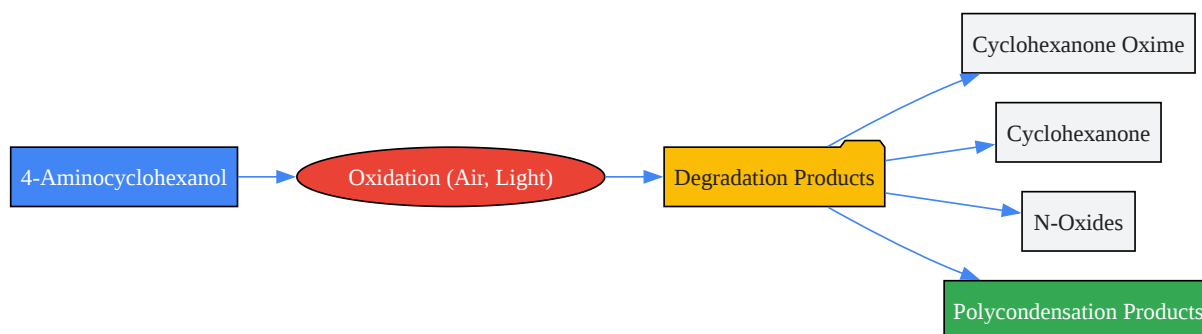 4-Aminocyclohexanol
Oxidation (Air, Light)
Degradation Products
Cyclohexanone Oxime
Cyclohexanone
N-Oxides
Polycondensation Products